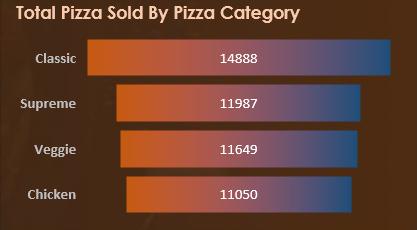 Total Pizza Sold By Pizza Category
Classic 14888
Supreme 11987
Veggie 11649
Chicken 11050